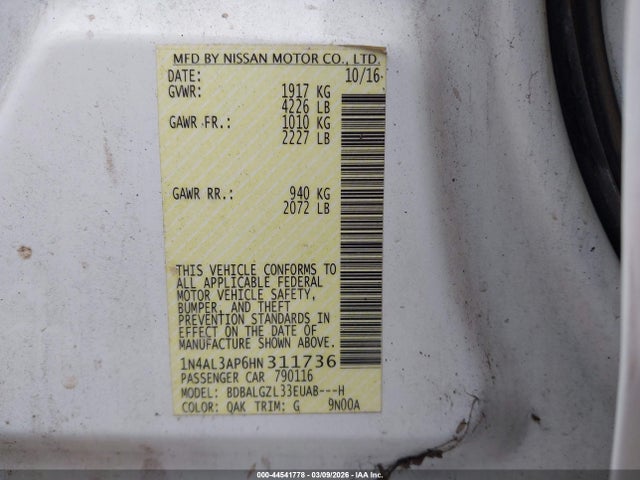 MFD BY NISSAN MOTOR CO., LTD.
DATE: 10/16
GVWR: 1917 KG
4226 LB
GAWR FR.: 1010 KG
2227 LB
GAWR RR.: 940 KG
2072 LB
THIS VEHICLE CONFORMS TO
ALL APPLICABLE FEDERAL
MOTOR VEHICLE SAFETY,
BUMPER, AND THEFT
PREVENTION STANDARDS IN
EFFECT ON THE DATE OF
MANUFACTURE SHOWN ABOVE.
1N4AL3AP6HN311736
PASSENGER CAR 790116
MODEL: BDBALGZL33EUAB---H
COLOR: QAK TRIM: G 9N00A
000-44541778 - 03/09/2026 - IAA Inc.